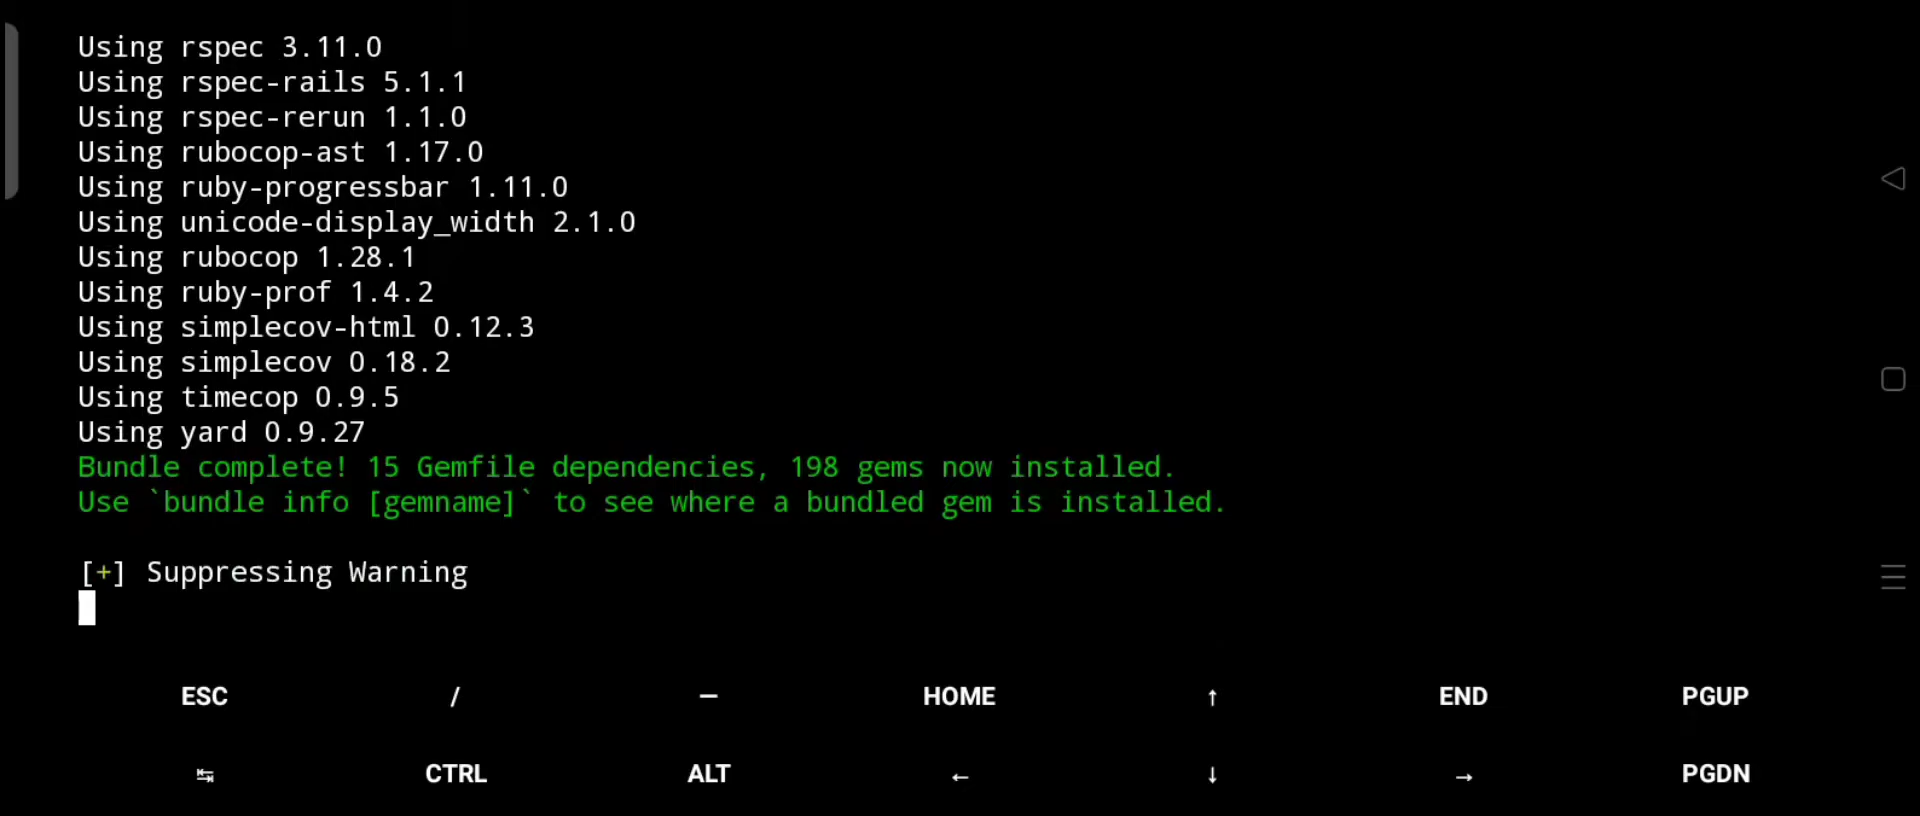 Using rspec 3.11.0
Using rspec-rails 5.1.1
Using rspec-rerun 1.1.0
Using rubocop-ast 1.17.0
Using ruby-progressbar 1.11.0
Using unicode-display_width 2.1.0
Using rubocop 1.28.1
Using ruby-prof 1.4.2
Using simplecov-html 0.12.3
Using simplecov 0.18.2
Using timecop 0.9.5
Using yard 0.9.27
Bundle complete! 15 Gemfile dependencies, 198 gems now installed.
Use `bundle info [gemname]` to see where a bundled gem is installed.
[+] Suppressing Warning
ESC / — HOME ↑ END PGUP
↹ CTRL ALT ← ↓ → PGDN